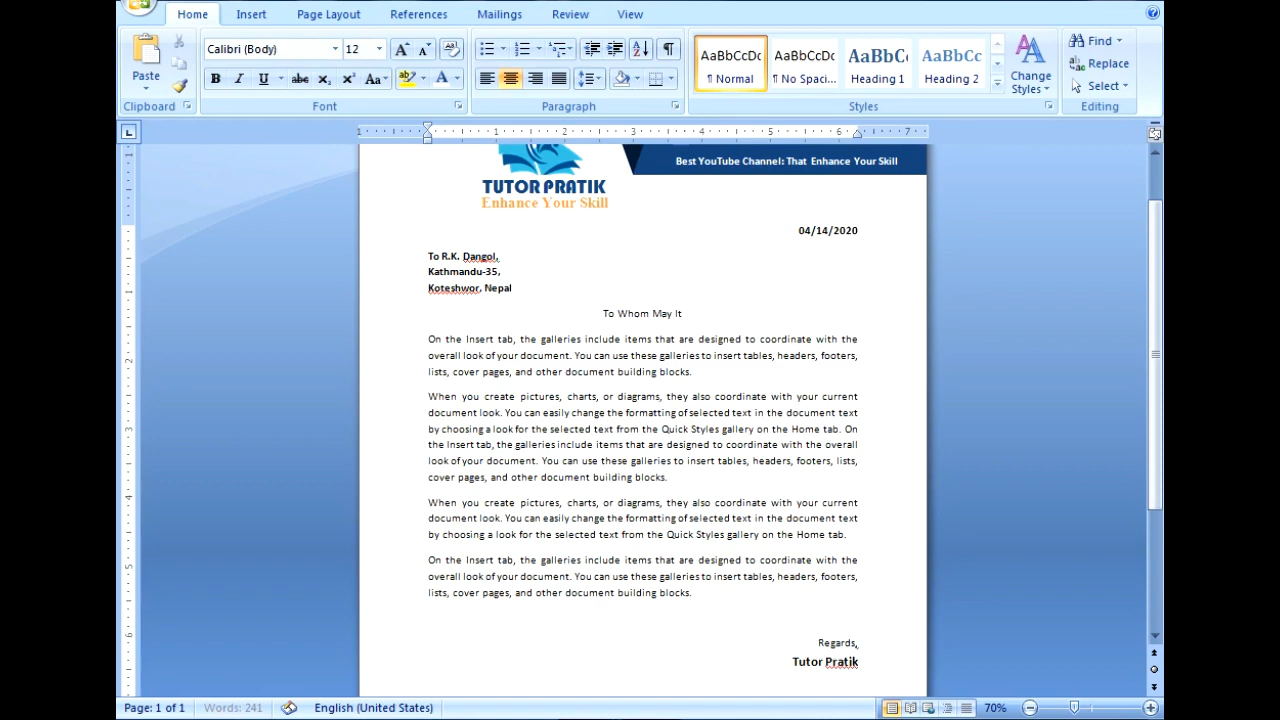 Home Insert Page Layout References Mailings Review View
Calibri (Body) 12
Paste
Clipboard Font Paragraph Styles Editing
AaBbCcDc AaBbCcDc AaBbCc AaBbCc
¶ Normal ¶ No Spaci... Heading 1 Heading 2
Change Styles
Find
Replace
Select
Best YouTube Channel: That Enhance Your Skill
TUTOR PRATIK
Enhance Your Skill
04/14/2020
To R.K. Dangol,
Kathmandu-35,
Koteshwor, Nepal
To Whom May It
On the Insert tab, the galleries include items that are designed to coordinate with the
overall look of your document. You can use these galleries to insert tables, headers, footers,
lists, cover pages, and other document building blocks.
When you create pictures, charts, or diagrams, they also coordinate with your current
document look. You can easily change the formatting of selected text in the document text
by choosing a look for the selected text from the Quick Styles gallery on the Home tab. On
the Insert tab, the galleries include items that are designed to coordinate with the overall
look of your document. You can use these galleries to insert tables, headers, footers, lists,
cover pages, and other document building blocks.
When you create pictures, charts, or diagrams, they also coordinate with your current
document look. You can easily change the formatting of selected text in the document text
by choosing a look for the selected text from the Quick Styles gallery on the Home tab.
On the Insert tab, the galleries include items that are designed to coordinate with the
overall look of your document. You can use these galleries to insert tables, headers, footers,
lists, cover pages, and other document building blocks.
Regards,
Tutor Pratik
Page: 1 of 1 Words: 241 English (United States) 70%